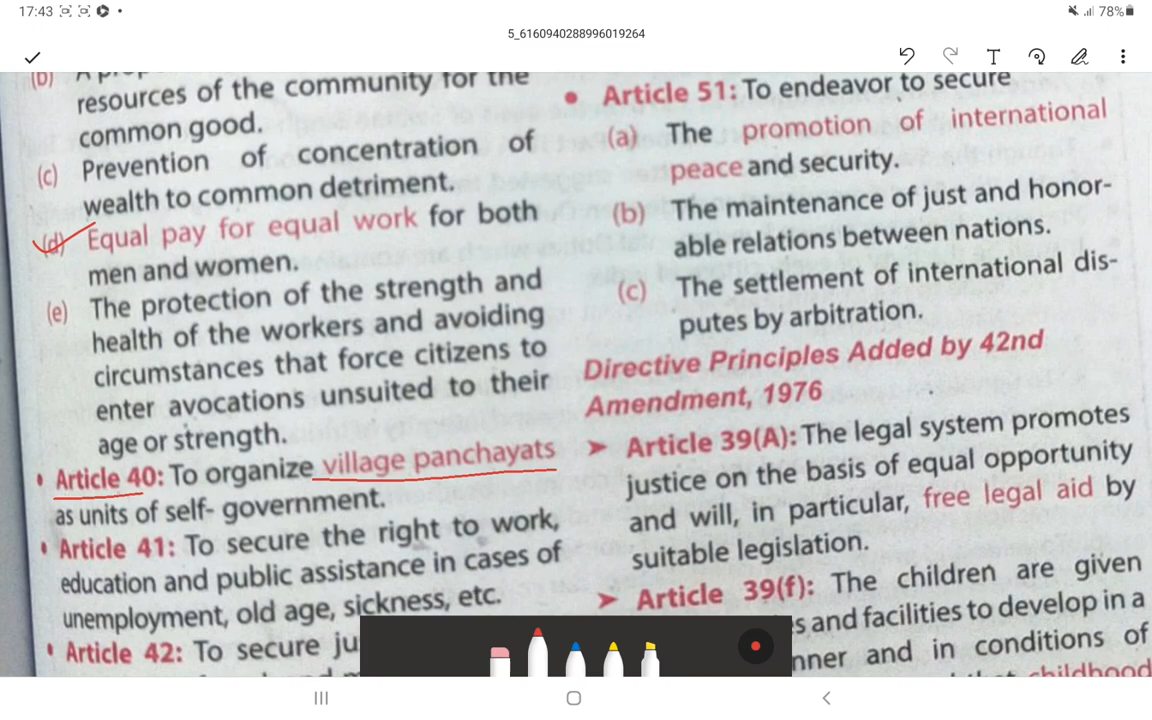 17:43
78%
5_6160940288996019264
(b)
resources of the community for the
common good.
(c) Prevention of concentration of
wealth to common detriment.
(d) Equal pay for equal work for both
men and women.
(e) The protection of the strength and
health of the workers and avoiding
circumstances that force citizens to
enter avocations unsuited to their
age or strength.
• Article 40: To organize village panchayats
as units of self- government.
• Article 41: To secure the right to work,
education and public assistance in cases of
unemployment, old age, sickness, etc.
• Article 42: To secure
• Article 51: To endeavor to secure
(a) The promotion of international
peace and security.
(b) The maintenance of just and honor-
able relations between nations.
(c) The settlement of international dis-
putes by arbitration.
Directive Principles Added by 42nd
Amendment, 1976
➤ Article 39(A): The legal system promotes
justice on the basis of equal opportunity
and will, in particular, free legal aid by
suitable legislation.
➤ Article 39(f): The children are given
and facilities to develop in a
and in conditions of
childhood